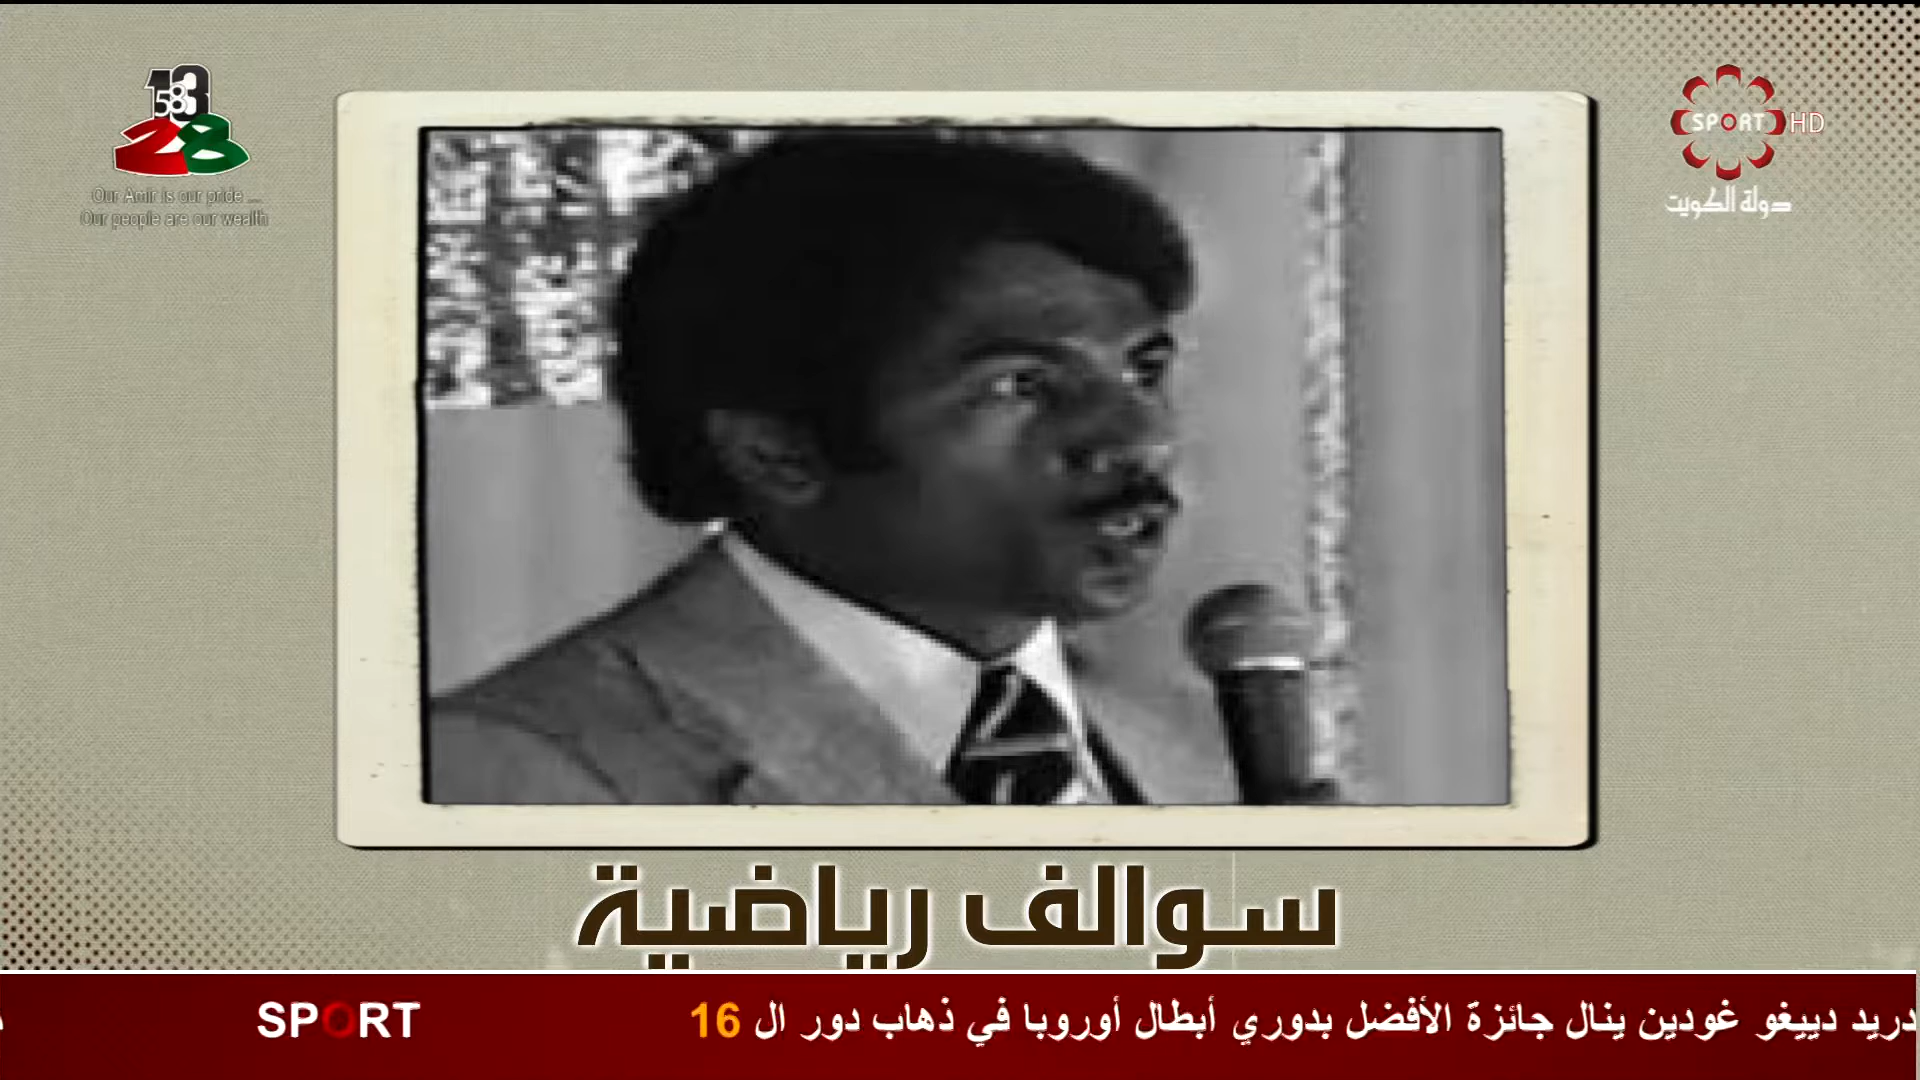 13
58
28
Our Amir is our pride ...
Our people are our wealth
SPORT HD
دولة الكويت
سوالف رياضية
دريد دييغو غودين ينال جائزة الأفضل بدوري أبطال أوروبا في ذهاب دور ال 16
SPORT